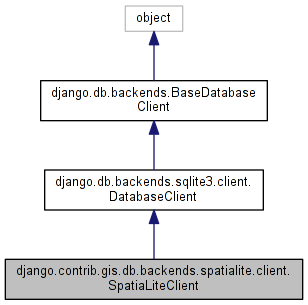 object
django.db.backends.BaseDatabase
Client
django.db.backends.sqlite3.client.
DatabaseClient
django.contrib.gis.db.backends.spatialite.client.
SpatiaLiteClient